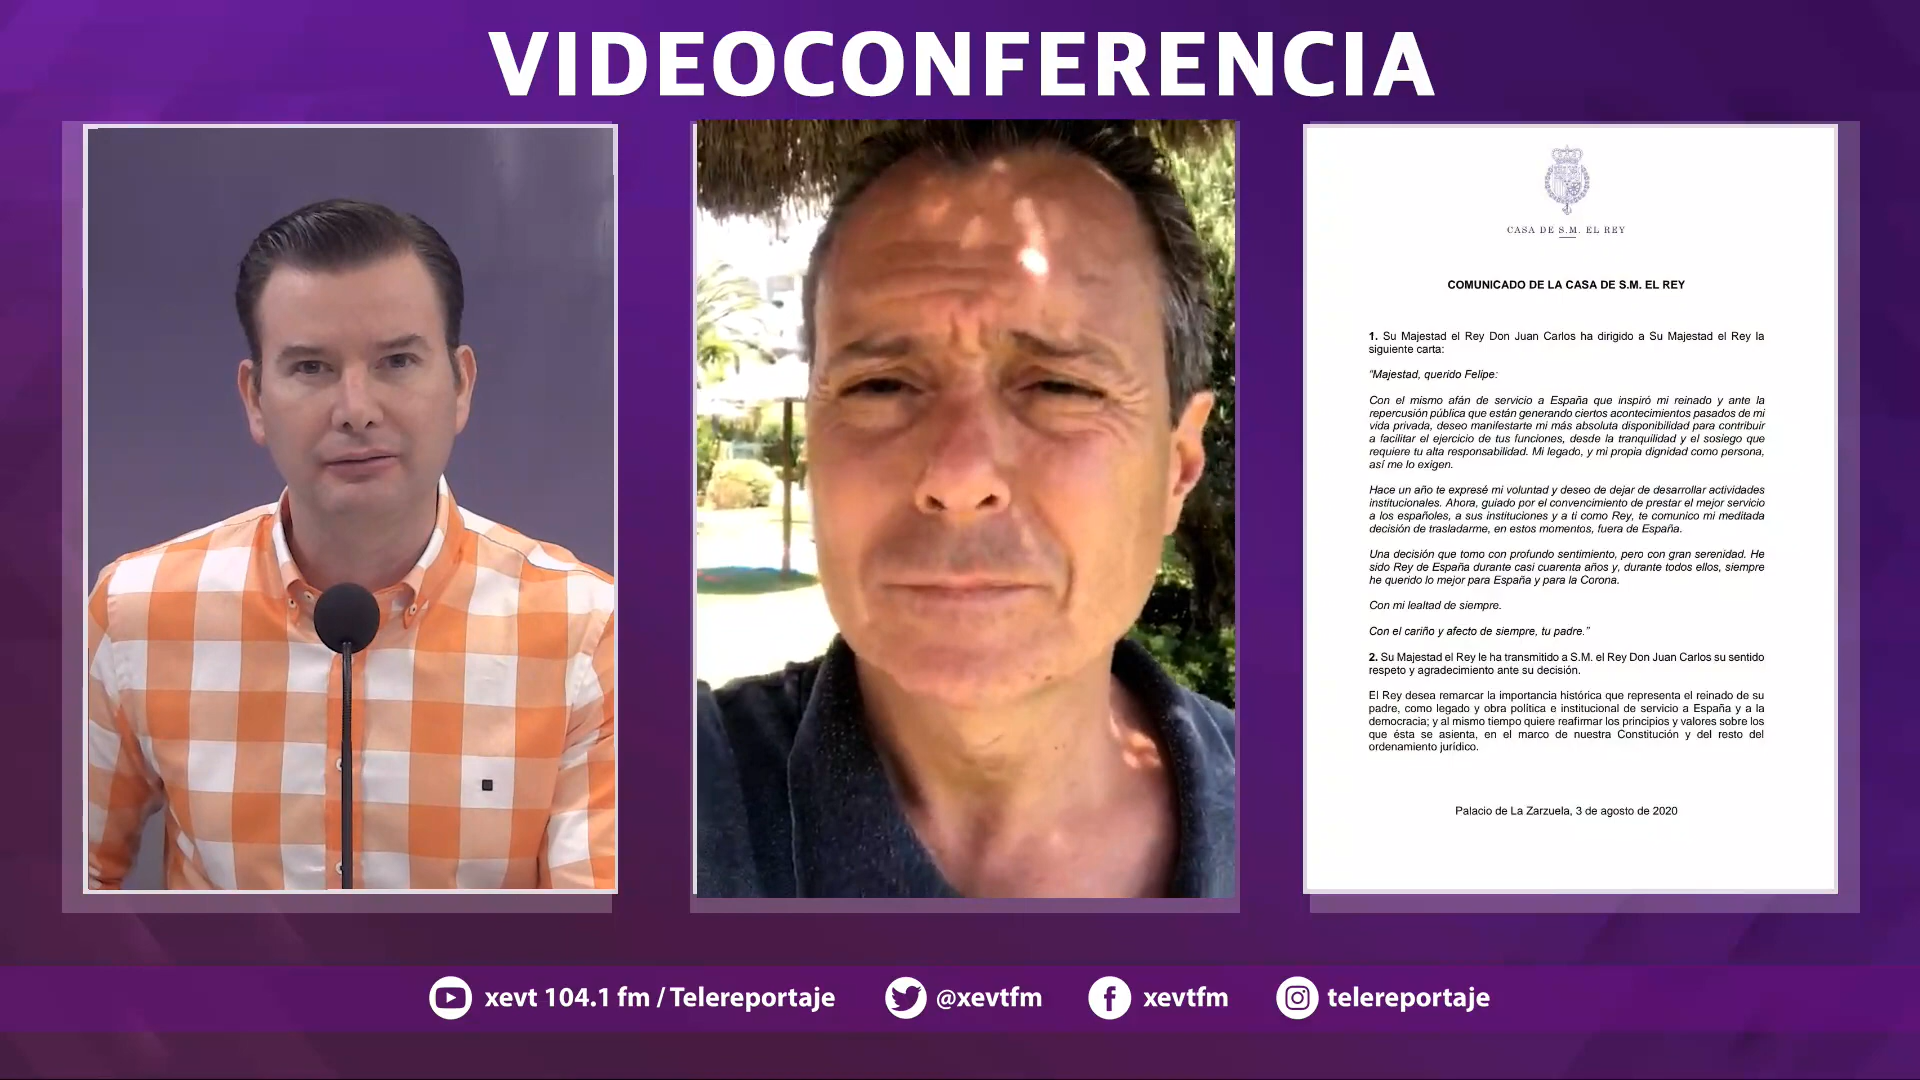 VIDEOCONFERENCIA
CASA DE S.M. EL REY
COMUNICADO DE LA CASA DE S.M. EL REY
1. Su Majestad el Rey Don Juan Carlos ha dirigido a Su Majestad el Rey la
siguiente carta:
"Majestad, querido Felipe:
Con el mismo afán de servicio a España que inspiró mi reinado y ante la
repercusión pública que están generando ciertos acontecimientos pasados de mi
vida privada, deseo manifestarte mi más absoluta disponibilidad para contribuir
a facilitar el ejercicio de tus funciones, desde la tranquilidad y el sosiego que
requiere tu alta responsabilidad. Mi legado, y mi propia dignidad como persona,
así me lo exigen.
Hace un año te expresé mi voluntad y deseo de dejar de desarrollar actividades
institucionales. Ahora, guiado por el convencimiento de prestar el mejor servicio
a los españoles, a sus instituciones y a ti como Rey, te comunico mi meditada
decisión de trasladarme, en estos momentos, fuera de España.
Una decisión que tomo con profundo sentimiento, pero con gran serenidad. He
sido Rey de España durante casi cuarenta años y, durante todos ellos, siempre
he querido lo mejor para España y para la Corona.
Con mi lealtad de siempre.
Con el cariño y afecto de siempre, tu padre."
2. Su Majestad el Rey le ha transmitido a S.M. el Rey Don Juan Carlos su sentido
respeto y agradecimiento ante su decisión.
El Rey desea remarcar la importancia histórica que representa el reinado de su
padre, como legado y obra política e institucional de servicio a España y a la
democracia; y al mismo tiempo quiere reafirmar los principios y valores sobre los
que ésta se asienta, en el marco de nuestra Constitución y del resto del
ordenamiento jurídico.
Palacio de La Zarzuela, 3 de agosto de 2020
xevt 104.1 fm / Telereportaje @xevtfm xevtfm telereportaje